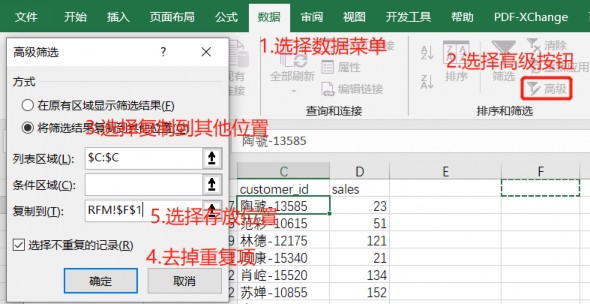 文件 开始 插入 页面布局 公式 数据 审阅 视图 开发工具 帮助 PDF-XChange
1.选择数据菜单
2.选择高级按钮
高级筛选
? ×
方式
在原有区域显示筛选结果(F)
将筛选结果复制到其他位置(O)
3.选择复制到其他位置
列表区域(L): $C:$C
条件区域(C):
复制到(T): RFM!$F$1
5.选择存放位置
选择不重复的记录(R)
4.去掉重复项
确定 取消
全部刷新
属性
编辑链接
查询和连接
排序
筛选
清除
高级
排序和筛选
陶虢-13585
C D E F
customer_id sales
陶虢-13585 23
范彩-10615 51
林德-12175 121
康-15340 21
肖崆-15520 134
苏婵-10855 152